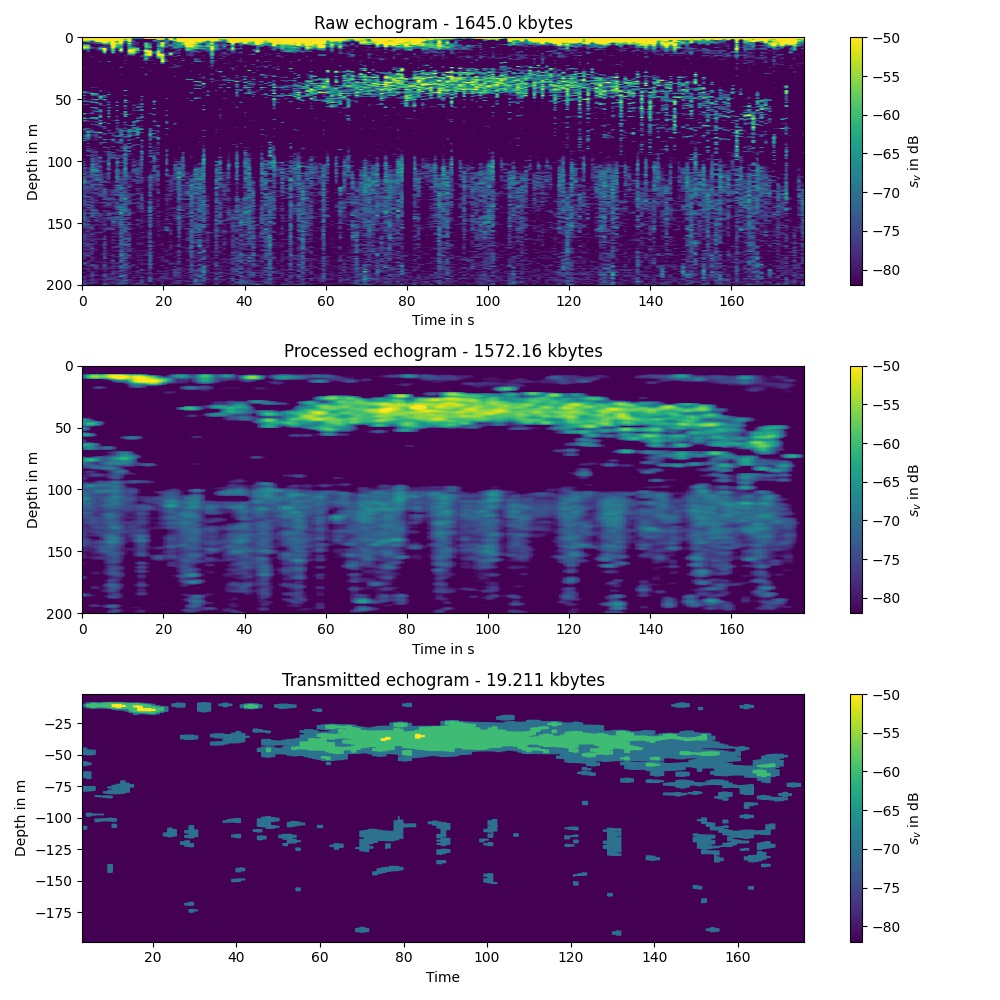 Raw echogram - 1645.0 kbytes
0
50
100
150
200
Depth in m
0 20 40 60 80 100 120 140 160
Time in s
−50
−55
−60
−65
−70
−75
−80
sv in dB
Processed echogram - 1572.16 kbytes
0
50
100
150
200
Depth in m
0 20 40 60 80 100 120 140 160
Time in s
−50
−55
−60
−65
−70
−75
−80
sv in dB
Transmitted echogram - 19.211 kbytes
−25
−50
−75
−100
−125
−150
−175
Depth in m
20 40 60 80 100 120 140 160
Time
−50
−55
−60
−65
−70
−75
−80
sv in dB